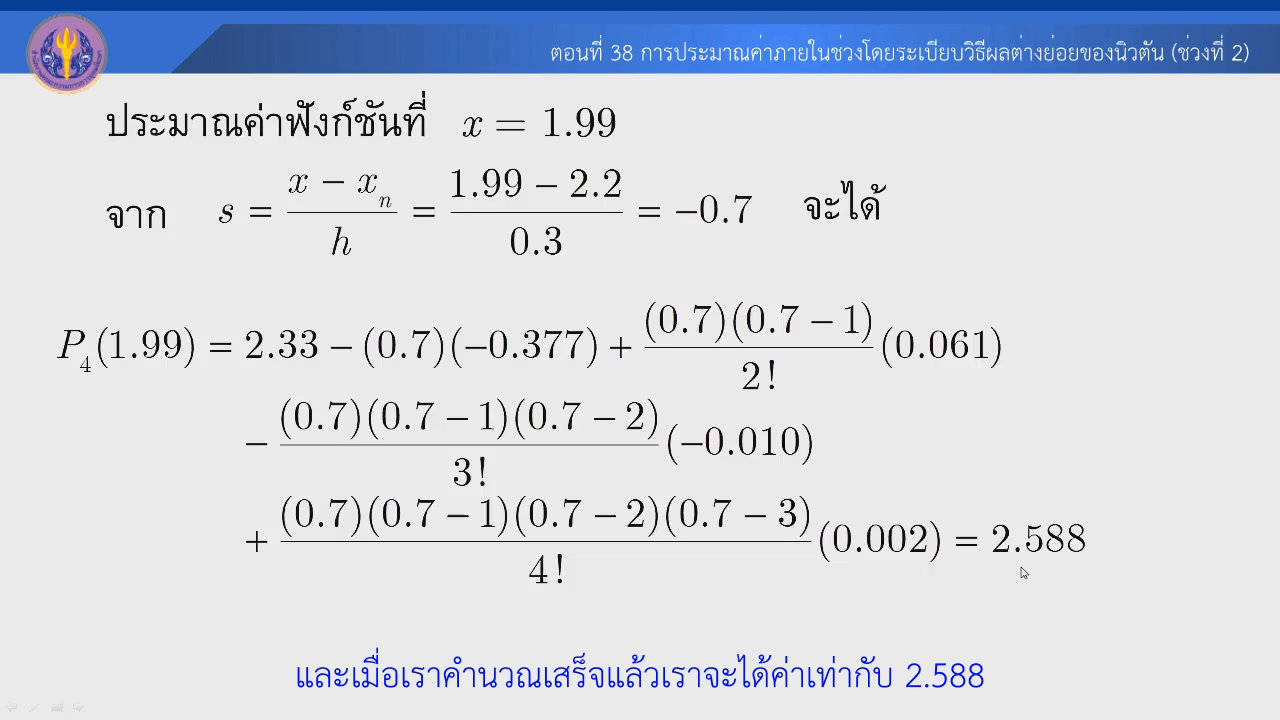 ตอนที่ 38 การประมาณค่าภายในช่วงโดยระเบียบวิธีผลต่างย่อยของนิวตัน (ช่วงที่ 2)
ประมาณค่าฟังก์ชันที่ x = 1.99
จาก s = \frac{x - x_n}{h} = \frac{1.99 - 2.2}{0.3} = -0.7 จะได้
P_4(1.99) = 2.33 - (0.7)(-0.377) + \frac{(0.7)(0.7 - 1)}{2!}(0.061)
- \frac{(0.7)(0.7 - 1)(0.7 - 2)}{3!}(-0.010)
+ \frac{(0.7)(0.7 - 1)(0.7 - 2)(0.7 - 3)}{4!}(0.002) = 2.588
และเมื่อเราคำนวณเสร็จแล้วเราจะได้ค่าเท่ากับ 2.588